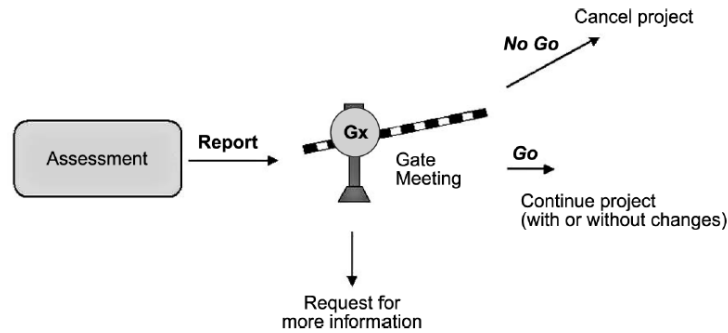 Cancel project
No Go
Report
Gx
Assessment
Gate
Meeting
Go
Continue project
(with or without changes)
Request for
more information